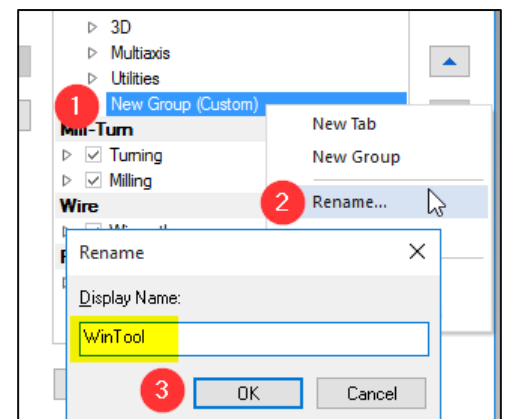 3D
Multiaxis
Utilities
1 New Group (Custom)
Mill-Turn
New Tab
Turning
New Group
Milling
Wire
2 Rename...
Rename
Display Name:
WinTool
3 OK Cancel